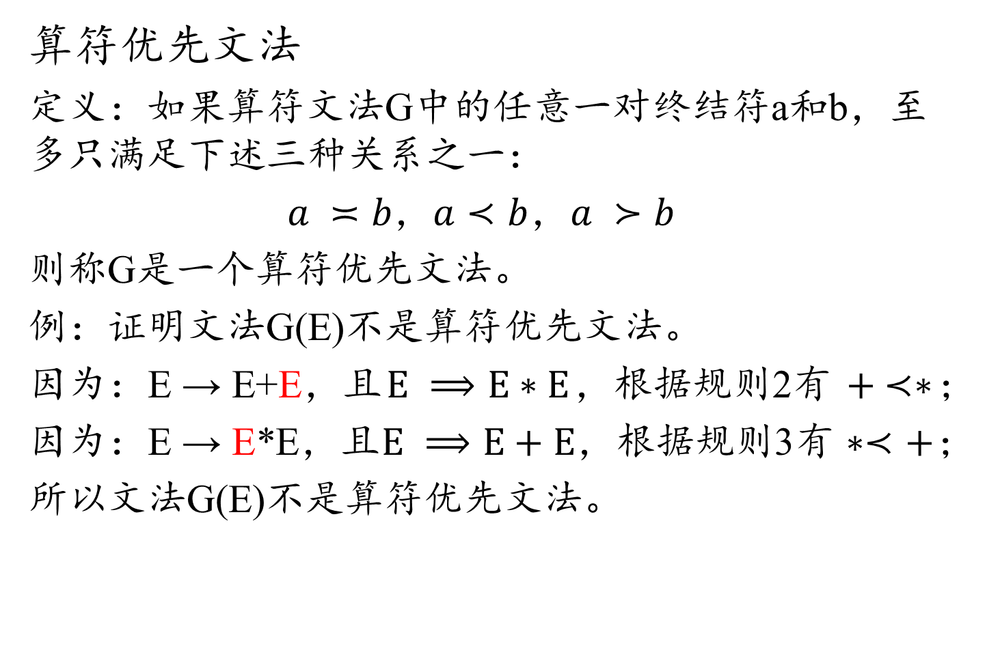 算符优先文法
定义：如果算符文法G中的任意一对终结符a和b，至
多只满足下述三种关系之一：
a ≍ b，a ≺ b，a ≻ b
则称G是一个算符优先文法。
例：证明文法G(E)不是算符优先文法。
因为：E → E+E，且E ⟹ E ∗ E，根据规则2有 + ≺∗；
因为：E → E*E，且E ⟹ E + E，根据规则3有 ∗≺ +；
所以文法G(E)不是算符优先文法。